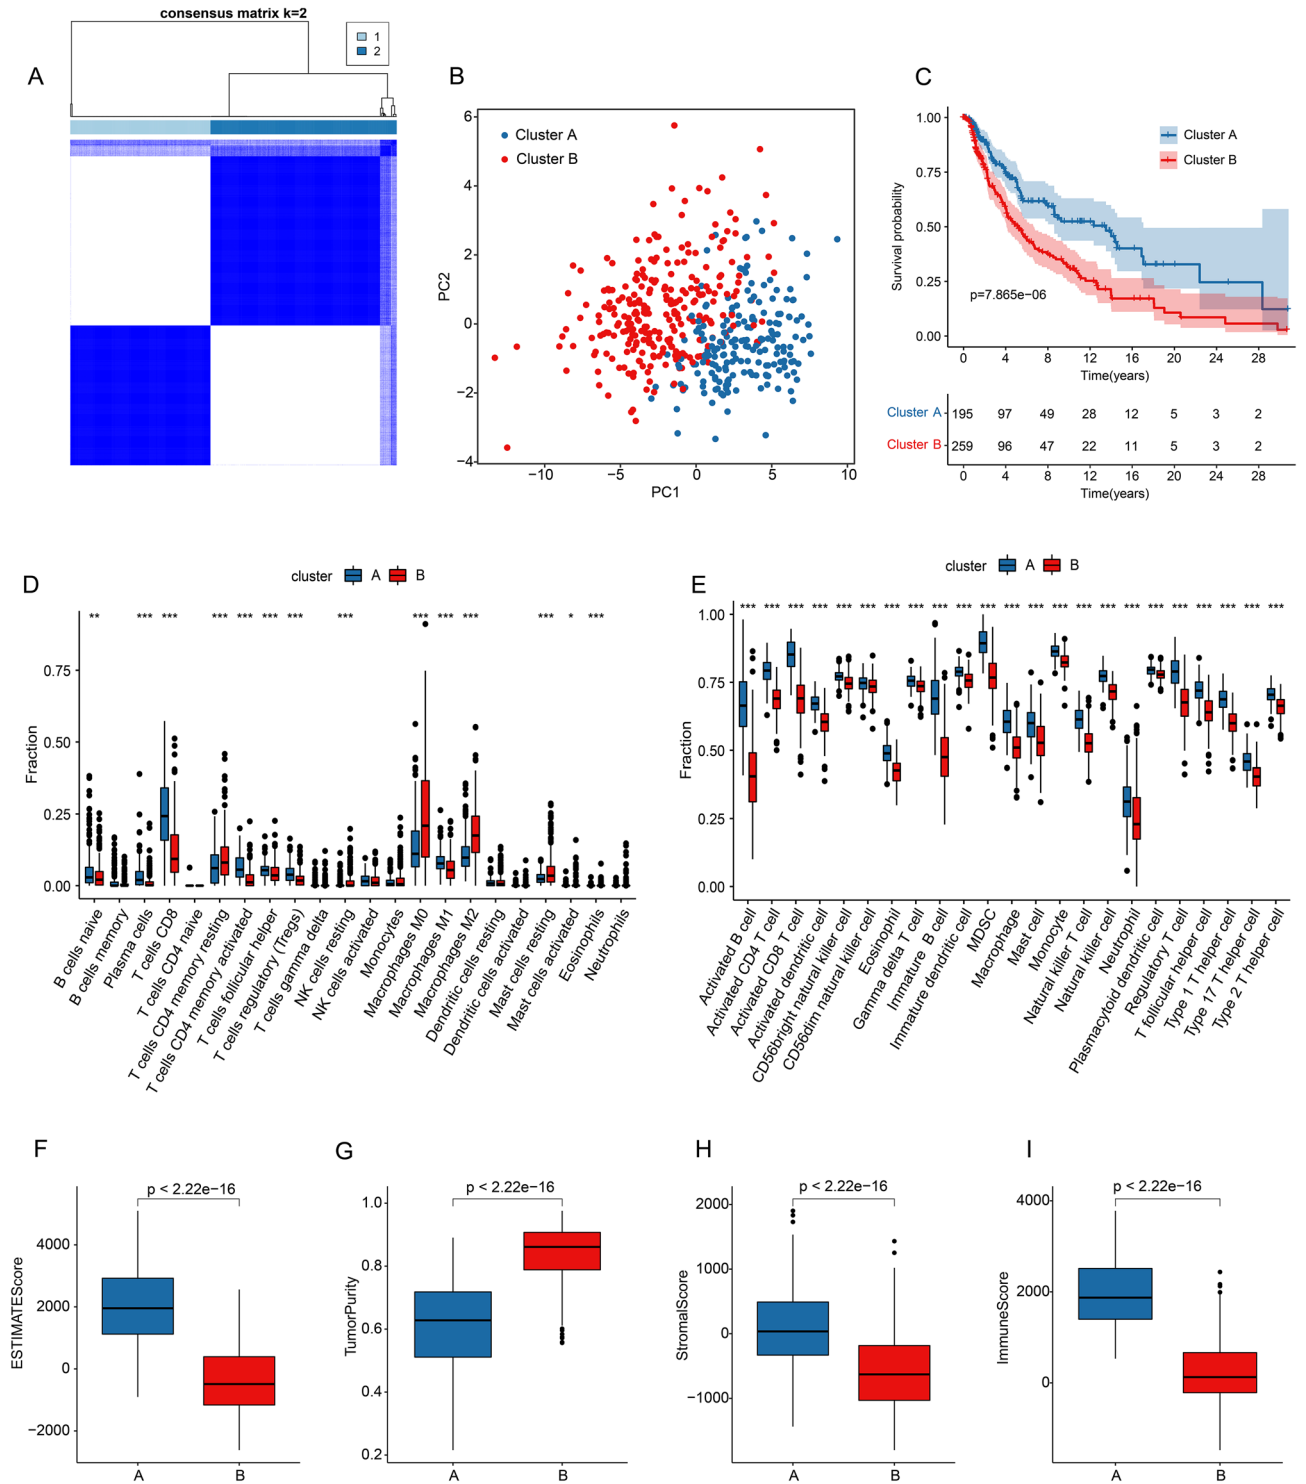 consensus matrix k=2
1
2
A
B
Cluster A
Cluster B
6
4
2
0
−2
−4
PC2
−10
−5
0
5
10
PC1
C
Cluster A
Cluster B
1.00
0.75
0.50
0.25
0.00
Survival probability
p=7.865e−06
0 4 8 12 16 20 24 28
Time(years)
Cluster A 195 97 49 28 12 5 3 2
Cluster B 259 96 47 22 11 5 3 2
0 4 8 12 16 20 24 28
Time(years)
D
cluster A B
** *** *** *** *** *** *** *** *** *** *** *** * ***
0.75
0.50
0.25
0.00
Fraction
B cells naive
B cells memory
Plasma cells
T cells CD8
T cells CD4 naive
T cells CD4 memory resting
T cells CD4 memory activated
T cells follicular helper
T cells regulatory (Tregs)
T cells gamma delta
NK cells resting
NK cells activated
Monocytes
Macrophages M0
Macrophages M1
Macrophages M2
Dendritic cells resting
Dendritic cells activated
Mast cells resting
Mast cells activated
Eosinophils
Neutrophils
E
cluster A B
*** *** *** *** *** *** *** *** *** *** *** *** *** *** *** *** *** *** *** *** *** *** ***
1.00
0.75
0.50
0.25
0.00
Fraction
Activated B cell
Activated CD4 T cell
Activated CD8 T cell
Activated dendritic cell
CD56bright natural killer cell
CD56dim natural killer cell
Eosinophil
Gamma delta T cell
Immature B cell
Immature dendritic cell
MDSC
Macrophage
Mast cell
Monocyte
Natural killer T cell
Natural killer cell
Neutrophil
Plasmacytoid dendritic cell
Regulatory T cell
T follicular helper cell
Type 1 T helper cell
Type 17 T helper cell
Type 2 T helper cell
F
p < 2.22e−16
4000
2000
0
−2000
ESTIMATEScore
A B
G
p < 2.22e−16
1.0
0.8
0.6
0.4
0.2
TumorPurity
A B
H
p < 2.22e−16
2000
1000
0
−1000
StromalScore
A B
I
p < 2.22e−16
4000
2000
0
ImmuneScore
A B